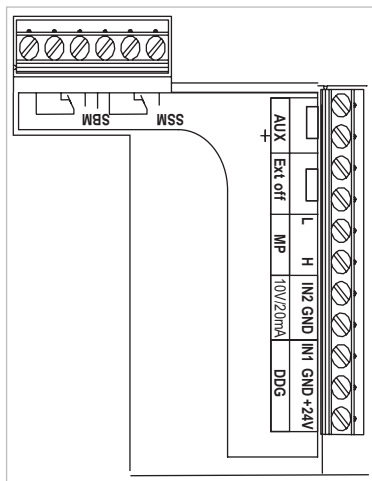 SBM
SSM
AUX
+
Ext off
MP
L H
10V/20mA
IN2 GND
DDG
IN1 GND +24V